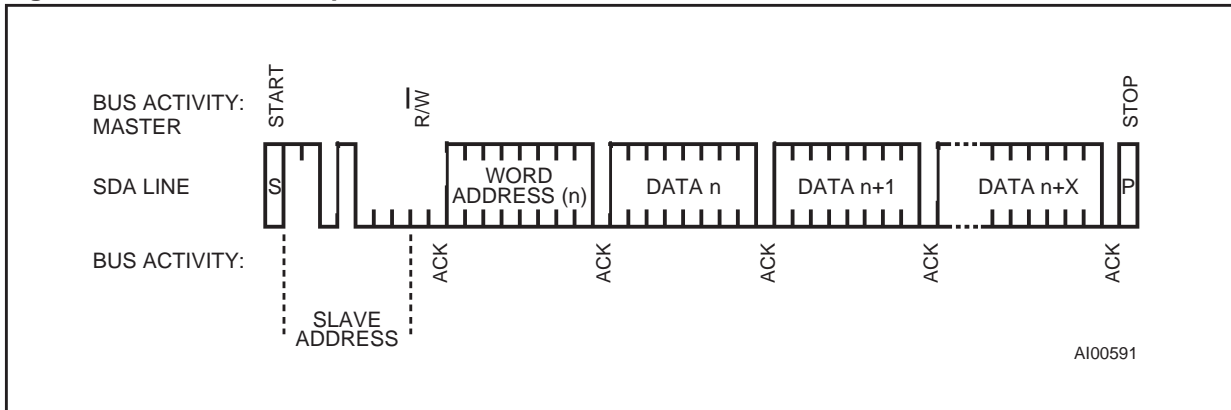 BUS ACTIVITY:
MASTER
START
R/W
STOP
SDA LINE
S
WORD
ADDRESS (n)
DATA n
DATA n+1
DATA n+X
P
BUS ACTIVITY:
ACK
ACK
ACK
ACK
ACK
SLAVE
ADDRESS
AI00591